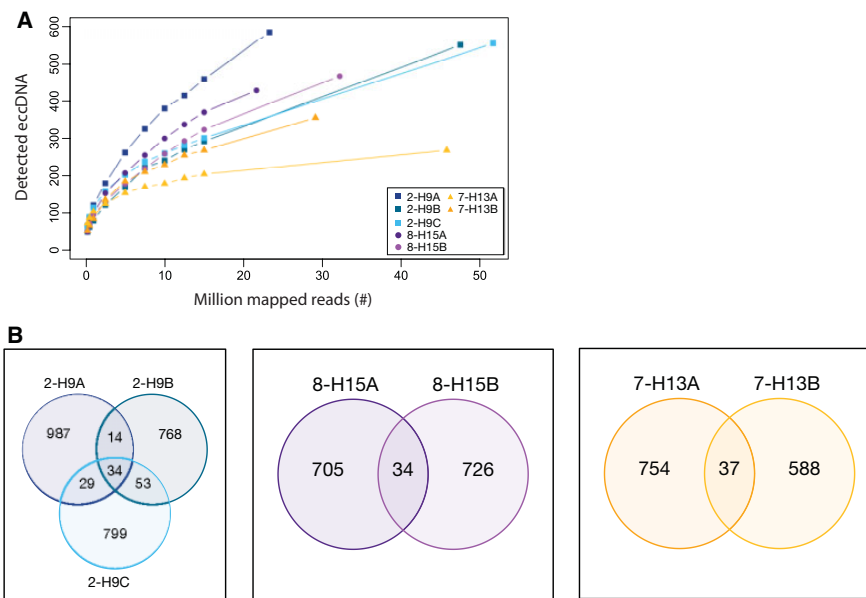 A
Detected eccDNA
600
500
400
300
200
100
0
0 10 20 30 40 50
Million mapped reads (#)
2-H9A 7-H13A
2-H9B 7-H13B
2-H9C
8-H15A
8-H15B
B
2-H9A 2-H9B
987 14 768
34
29 53
799
2-H9C
8-H15A 8-H15B
705 34 726
7-H13A 7-H13B
754 37 588